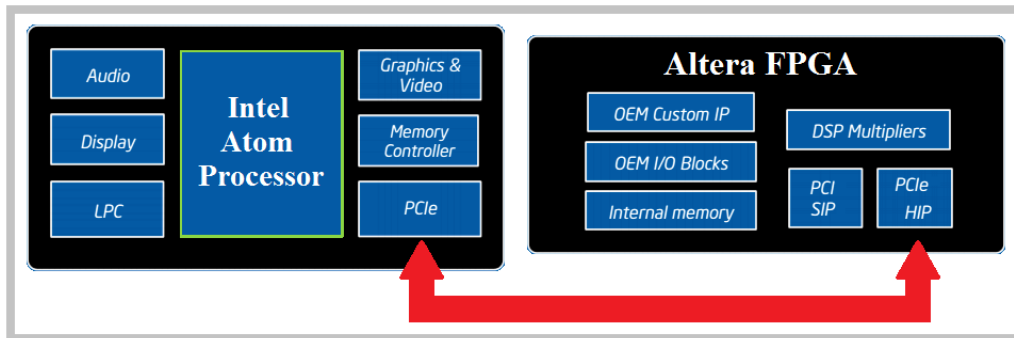 Audio
Display
LPC
Intel
Atom
Processor
Graphics &
Video
Memory
Controller
PCIe
Altera FPGA
OEM Custom IP
OEM I/O Blocks
Internal memory
DSP Multipliers
PCI
SIP
PCIe
HIP